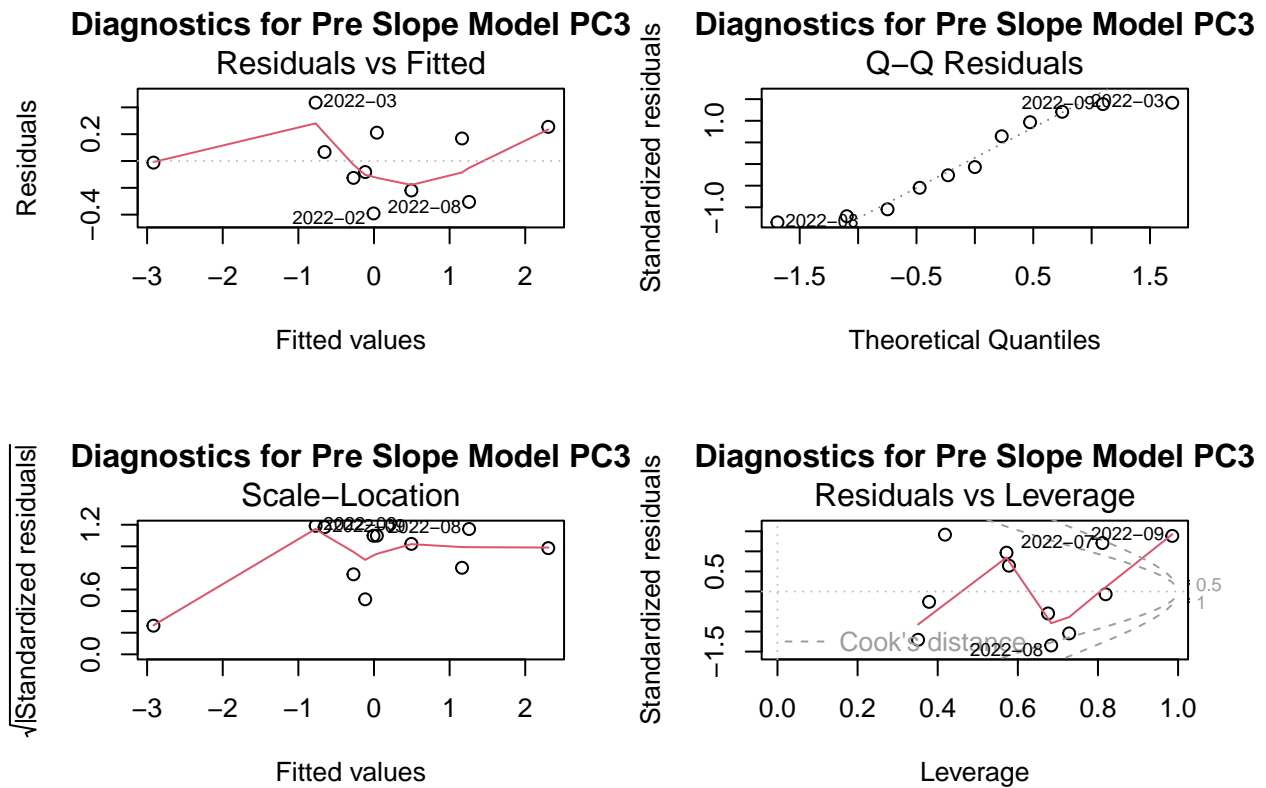 Diagnostics for Pre Slope Model PC3
Residuals vs Fitted
Residuals
0.2
−0.4
2022−03
2022−02
2022−08
−3 −2 −1 0 1 2
Fitted values
Diagnostics for Pre Slope Model PC3
Q−Q Residuals
Standardized residuals
1.0
−1.0
2022−09
2022−03
2022−08
−1.5 −0.5 0.5 1.5
Theoretical Quantiles
Diagnostics for Pre Slope Model PC3
Scale−Location
√|Standardized residuals|
1.2
0.6
0.0
2022−08
−3 −2 −1 0 1 2
Fitted values
Diagnostics for Pre Slope Model PC3
Residuals vs Leverage
Standardized residuals
0.5
−1.5
2022−07
2022−09
2022−08
Cook's distance
0.5
1
0.0 0.2 0.4 0.6 0.8 1.0
Leverage